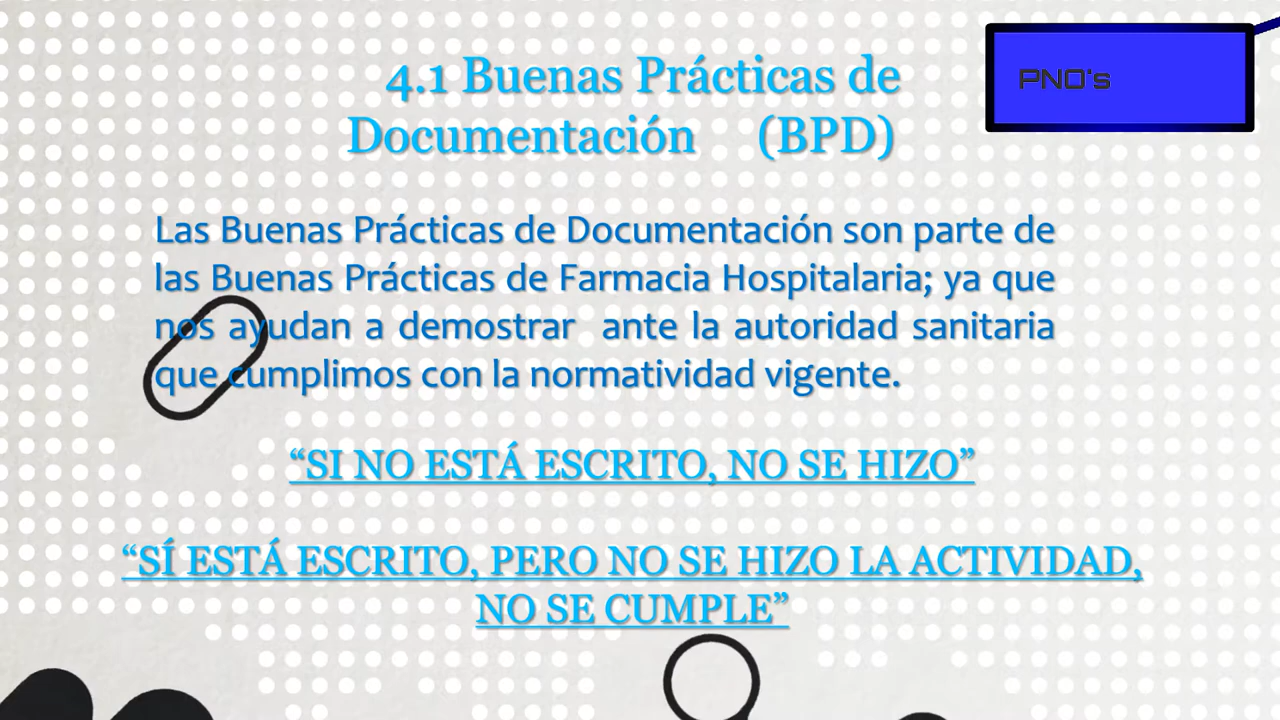 4.1 Buenas Prácticas de
Documentación (BPD)
PNO's
Las Buenas Prácticas de Documentación son parte de
las Buenas Prácticas de Farmacia Hospitalaria; ya que
nos ayudan a demostrar ante la autoridad sanitaria
que cumplimos con la normatividad vigente.
“SI NO ESTÁ ESCRITO, NO SE HIZO”
“SÍ ESTÁ ESCRITO, PERO NO SE HIZO LA ACTIVIDAD,
NO SE CUMPLE”